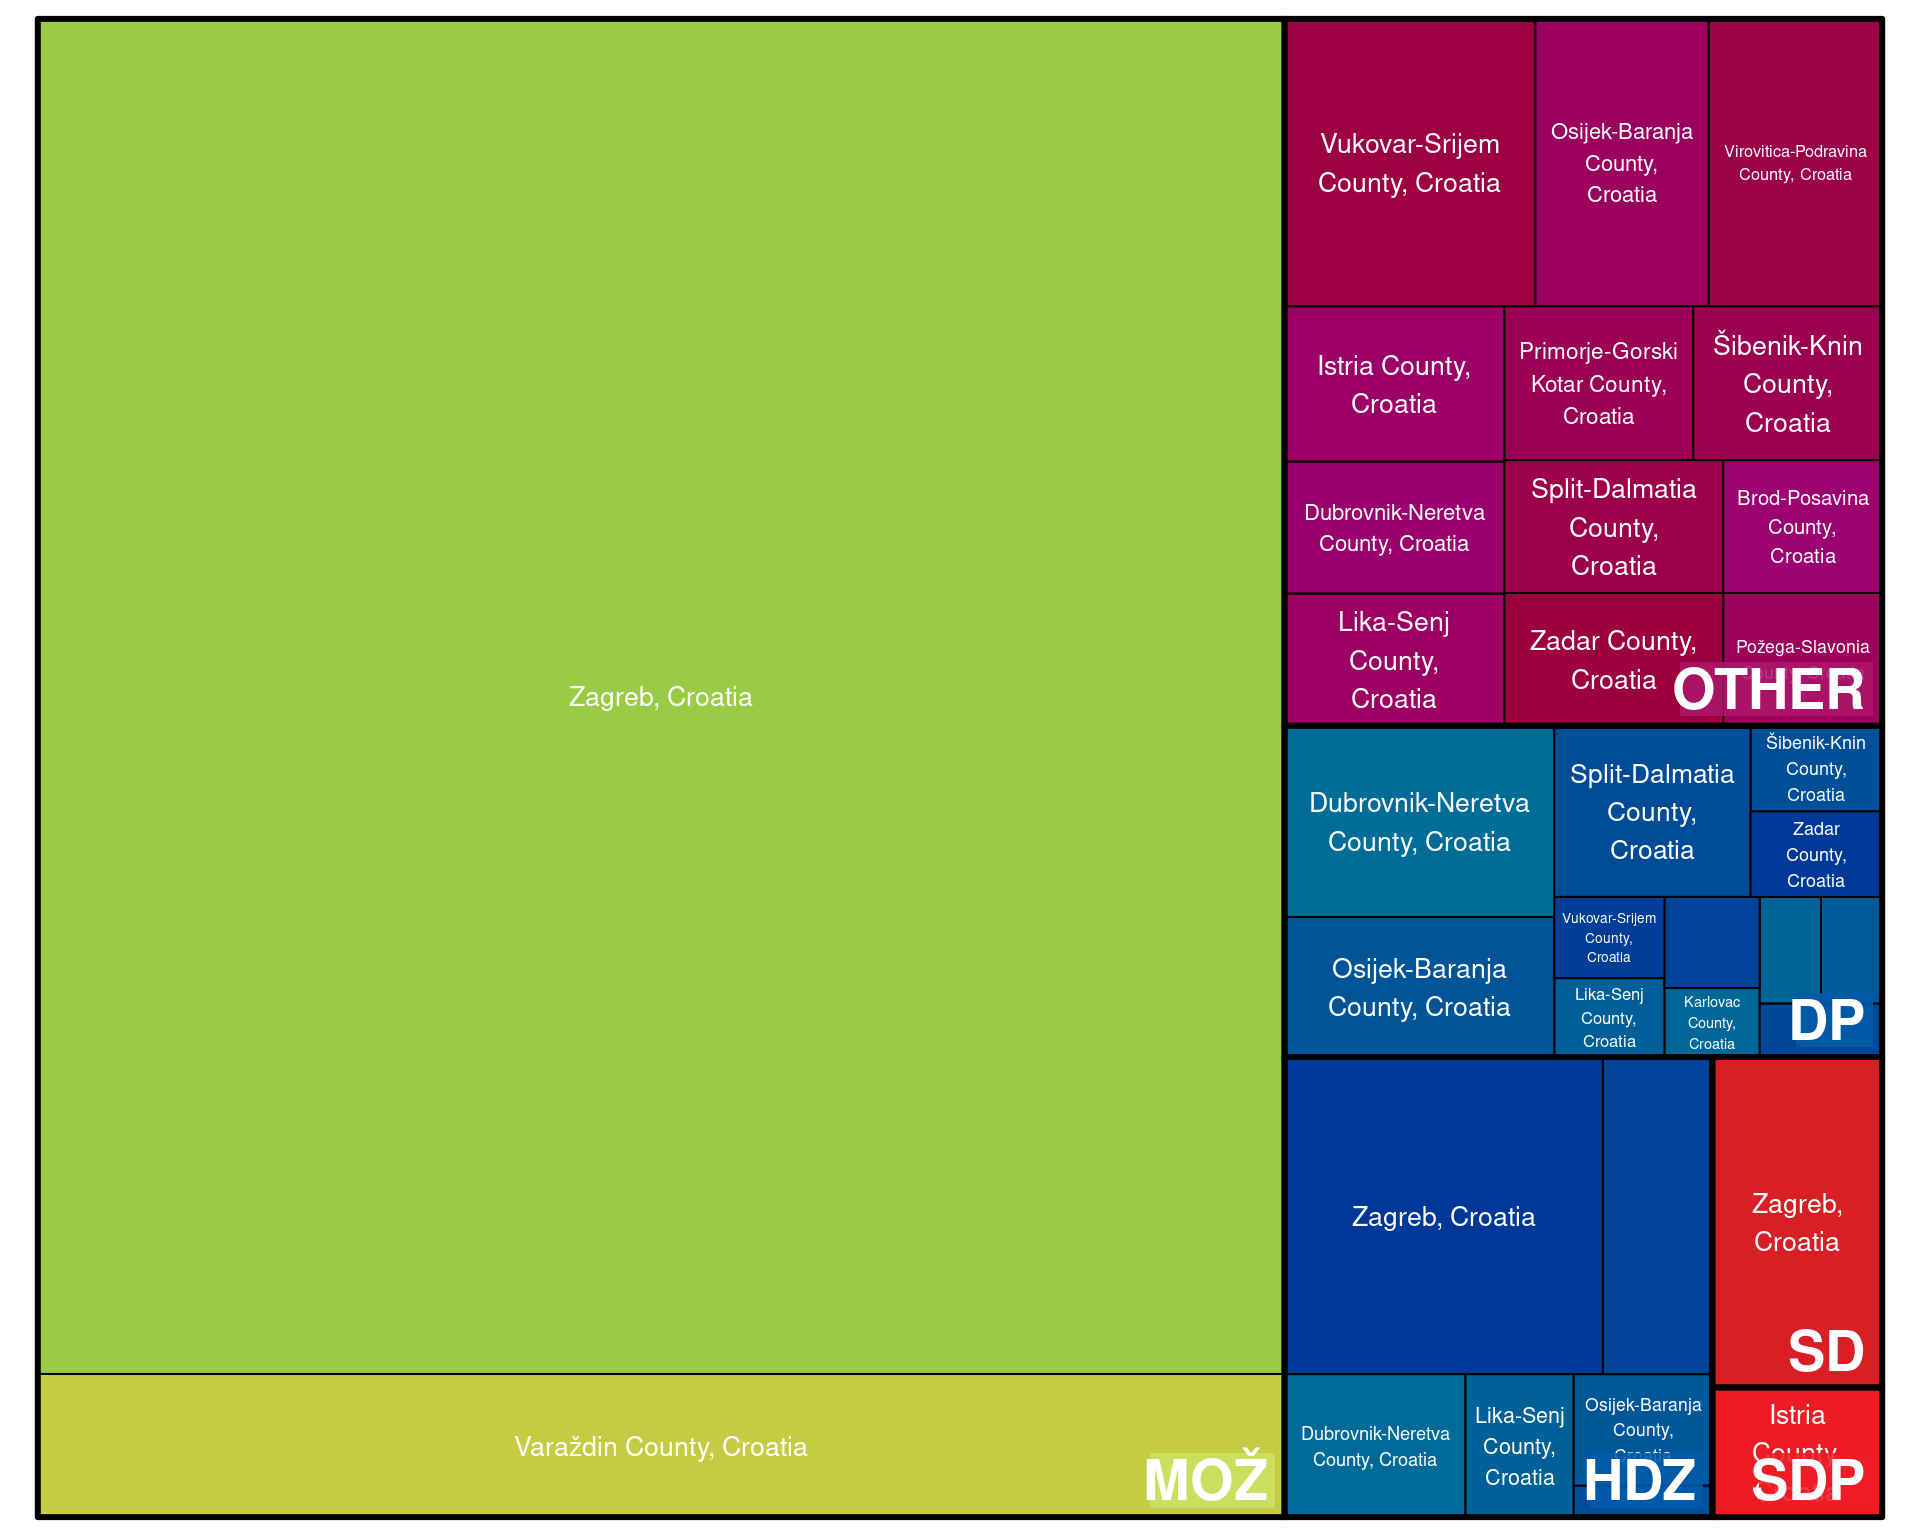 Zagreb, Croatia
Varaždin County, Croatia
MOŽ
Vukovar-Srijem
County, Croatia
Osijek-Baranja
County,
Croatia
Virovitica-Podravina
County, Croatia
Istria County,
Croatia
Primorje-Gorski
Kotar County,
Croatia
Šibenik-Knin
County,
Croatia
Dubrovnik-Neretva
County, Croatia
Split-Dalmatia
County,
Croatia
Brod-Posavina
County,
Croatia
Lika-Senj
County,
Croatia
Zadar County,
Croatia
Požega-Slavonia
OTHER
Dubrovnik-Neretva
County, Croatia
Split-Dalmatia
County,
Croatia
Šibenik-Knin
County,
Croatia
Zadar
County,
Croatia
Osijek-Baranja
County, Croatia
Vukovar-Srijem
County,
Croatia
Lika-Senj
County,
Croatia
Karlovac
County,
Croatia
DP
Zagreb, Croatia
Dubrovnik-Neretva
County, Croatia
Lika-Senj
County,
Croatia
Osijek-Baranja
County,
Croatia
HDZ
Zagreb,
Croatia
SD
Istria
County,
SDP